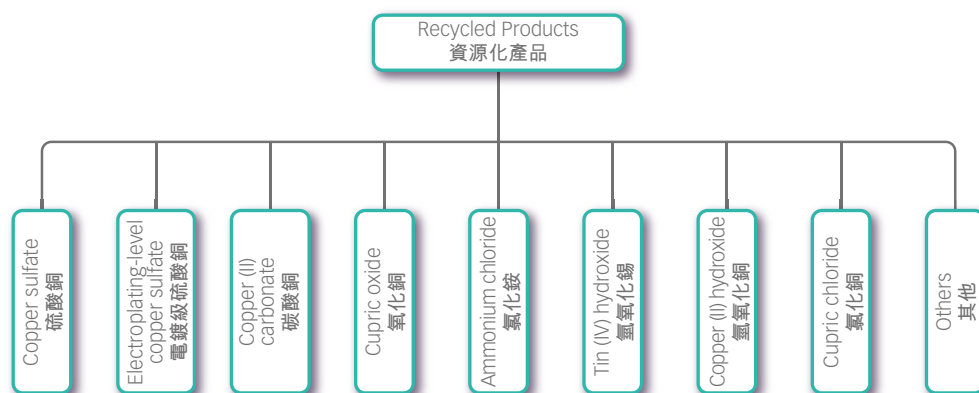 Recycled Products
資源化產品
Copper sulfate
硫酸銅
Electroplating-level
copper sulfate
電鍍級硫酸銅
Copper (II)
carbonate
碳酸銅
Cupric oxide
氧化銅
Ammonium chloride
氯化銨
Tin (IV) hydroxide
氫氧化錫
Copper (II) hydroxide
氫氧化銅
Cupric chloride
氯化銅
Others
其他